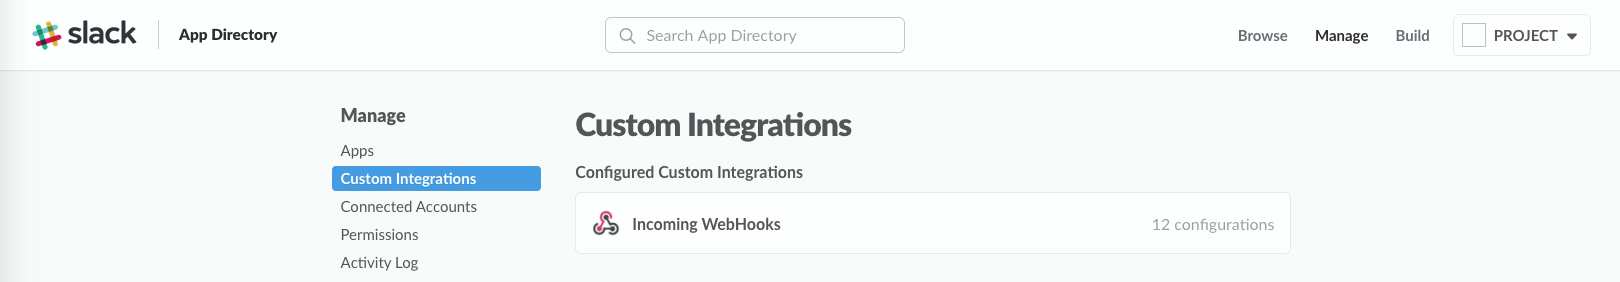 slack App Directory Search App Directory Browse Manage Build PROJECT
Manage
Apps
Custom Integrations
Connected Accounts
Permissions
Activity Log
Custom Integrations
Configured Custom Integrations
Incoming WebHooks 12 configurations